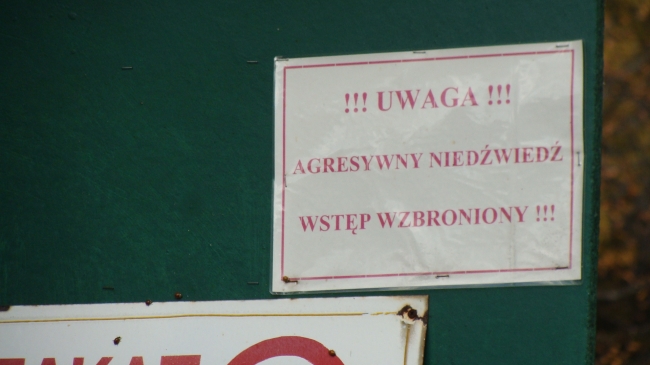 !!! UWAGA !!!
AGRESYWNY NIEDŹWIEDŹ
WSTĘP WZBRONIONY !!!